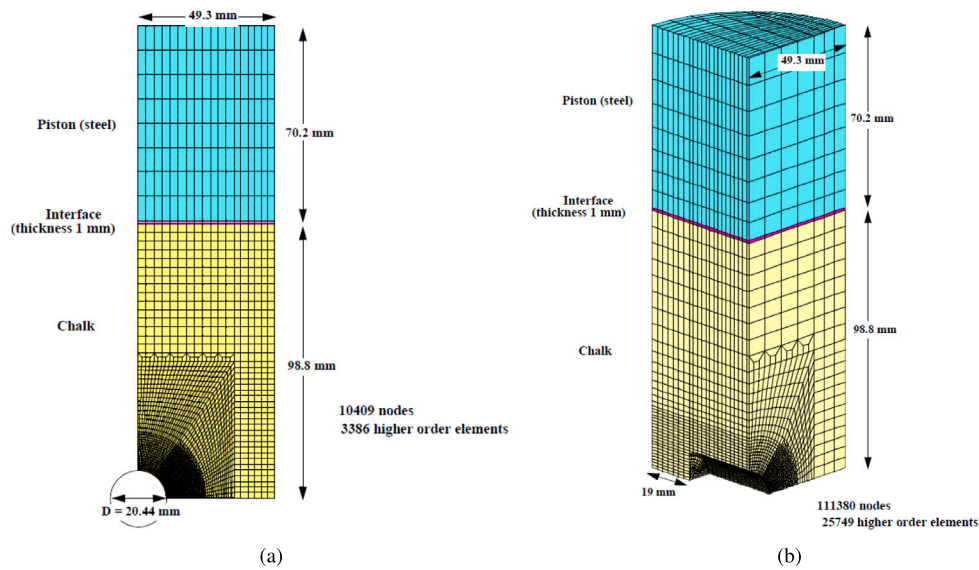 49.3 mm
Piston (steel)
70.2 mm
Interface
(thickness 1 mm)
Chalk
98.8 mm
10409 nodes
3386 higher order elements
D = 20.44 mm
(a)
49.3 mm
Piston (steel)
70.2 mm
Interface
(thickness 1 mm)
98.8 mm
Chalk
19 mm
111380 nodes
25749 higher order elements
(b)